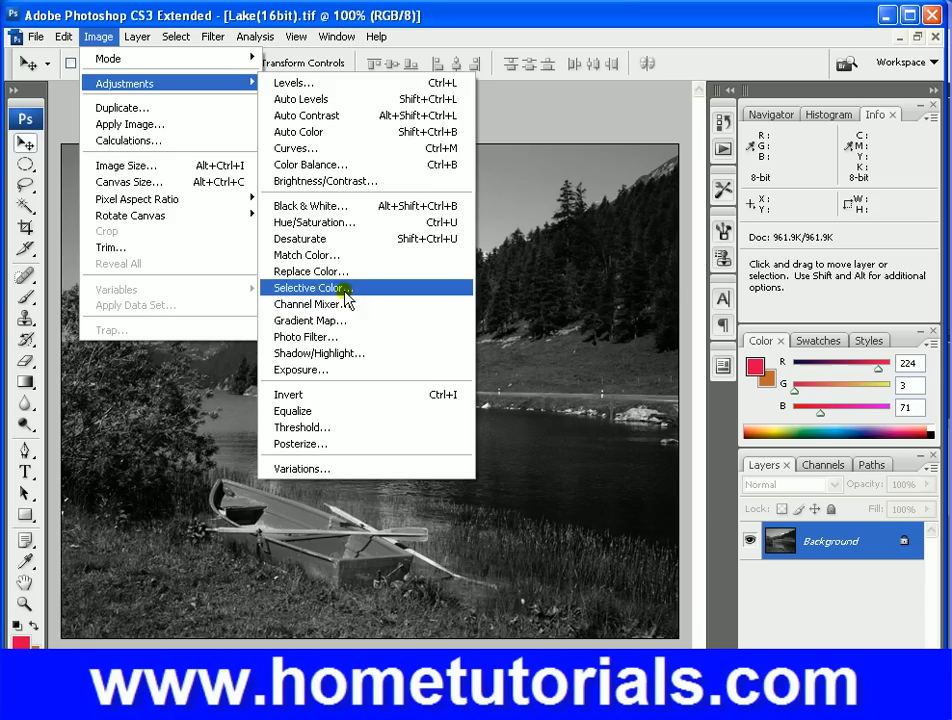 Adobe Photoshop CS3 Extended - [Lake(16bit).tif @ 100% (RGB/8)]
File Edit Image Layer Select Filter Analysis View Window Help
Transform Controls
Workspace
Mode
Adjustments
Duplicate...
Apply Image...
Calculations...
Image Size... Alt+Ctrl+I
Canvas Size... Alt+Ctrl+C
Pixel Aspect Ratio
Rotate Canvas
Crop
Trim...
Reveal All
Variables
Apply Data Set...
Trap...
Levels... Ctrl+L
Auto Levels Shift+Ctrl+L
Auto Contrast Alt+Shift+Ctrl+L
Auto Color Shift+Ctrl+B
Curves... Ctrl+M
Color Balance... Ctrl+B
Brightness/Contrast...
Black & White... Alt+Shift+Ctrl+B
Hue/Saturation... Ctrl+U
Desaturate Shift+Ctrl+U
Match Color...
Replace Color...
Selective Color...
Channel Mixer...
Gradient Map...
Photo Filter...
Shadow/Highlight...
Exposure...
Invert Ctrl+I
Equalize
Threshold...
Posterize...
Variations...
Ps
Navigator Histogram Info
R: C:
G: M:
B: Y:
K:
8-bit 8-bit
X: W:
Y: H:
Doc: 961.9K/961.9K
Click and drag to move layer or
selection. Use Shift and Alt for additional
options.
Color Swatches Styles
R 224
G 3
B 71
Layers Channels Paths
Normal Opacity: 100%
Lock: Fill: 100%
Background
www.hometutorials.com